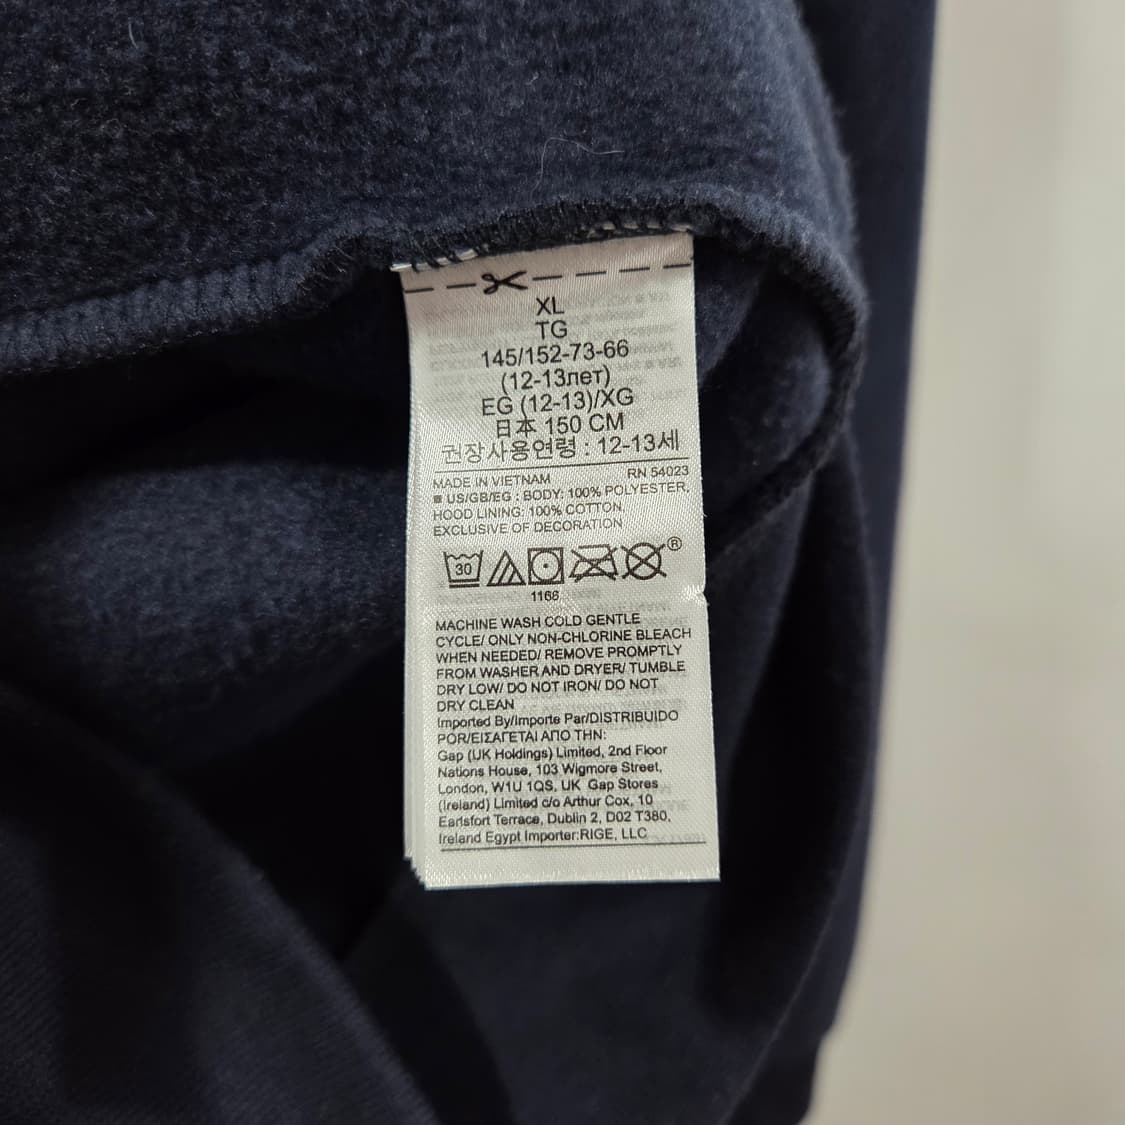 XL
TG
145/152-73-66
(12-13лет)
EG (12-13)/XG
日本 150 CM
권장사용연령 : 12-13세
MADE IN VIETNAM RN 54023
■ US/GB/EG : BODY: 100% POLYESTER,
HOOD LINING: 100% COTTON,
EXCLUSIVE OF DECORATION
30 ®
1168
MACHINE WASH COLD GENTLE
CYCLE/ ONLY NON-CHLORINE BLEACH
WHEN NEEDED/ REMOVE PROMPTLY
FROM WASHER AND DRYER/ TUMBLE
DRY LOW/ DO NOT IRON/ DO NOT
DRY CLEAN
Imported By/Importe Par/DISTRIBUIDO
POR/ΕΙΣΑΓΕΤΑΙ ΑΠΟ ΤΗΝ:
Gap (UK Holdings) Limited, 2nd Floor
Nations House, 103 Wigmore Street,
London, W1U 1QS, UK Gap Stores
(Ireland) Limited c/o Arthur Cox, 10
Earlsfort Terrace, Dublin 2, D02 T380,
Ireland Egypt Importer:RIGE, LLC